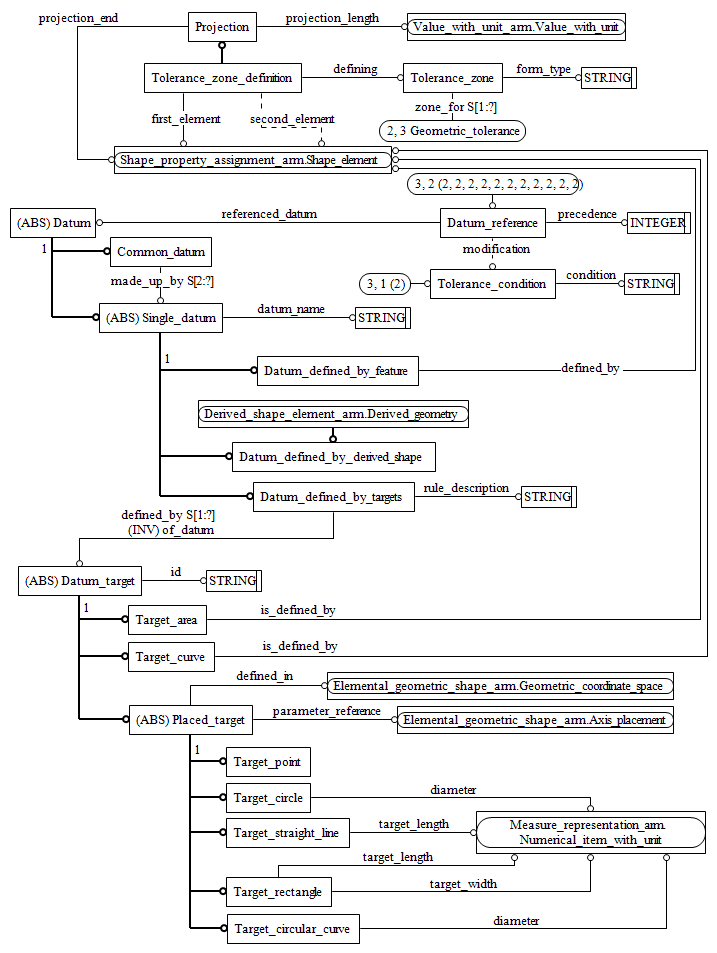 projection_end
projection_length
Projection
Value_with_unit_arm.Value_with_unit
Tolerance_zone_definition
defining
Tolerance_zone
form_type
STRING
first_element
second_element
zone_for S[1:?]
2, 3 Geometric_tolerance
Shape_property_assignment_arm.Shape_element
3, 2 (2, 2, 2, 2, 2, 2, 2, 2, 2, 2, 2)
(ABS) Datum
referenced_datum
Datum_reference
precedence
INTEGER
1
Common_datum
modification
made_up_by S[2:?]
3, 1 (2)
Tolerance_condition
condition
STRING
(ABS) Single_datum
datum_name
STRING
1
Datum_defined_by_feature
defined_by
Derived_shape_element_arm.Derived_geometry
Datum_defined_by_derived_shape
Datum_defined_by_targets
rule_description
STRING
defined_by S[1:?]
(INV) of_datum
(ABS) Datum_target
id
STRING
1
Target_area
is_defined_by
Target_curve
is_defined_by
defined_in
Elemental_geometric_shape_arm.Geometric_coordinate_space
(ABS) Placed_target
parameter_reference
Elemental_geometric_shape_arm.Axis_placement
1
Target_point
Target_circle
diameter
Target_straight_line
target_length
Measure_representation_arm.
Numerical_item_with_unit
target_length
Target_rectangle
target_width
Target_circular_curve
diameter